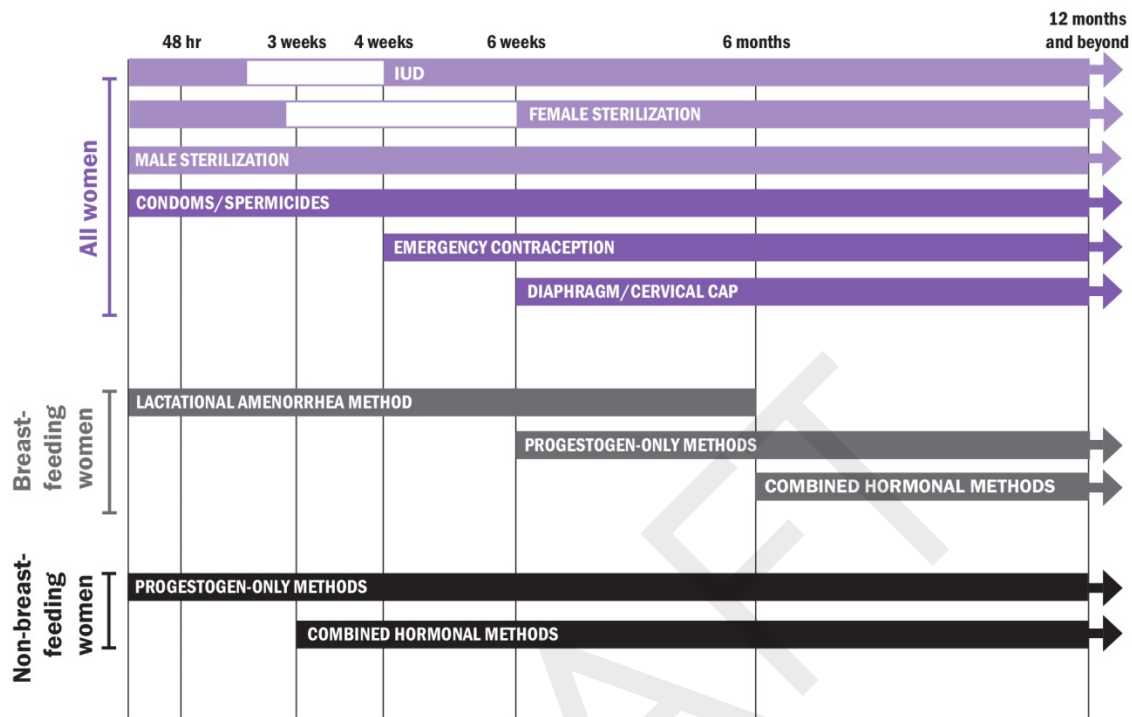 48 hr 3 weeks 4 weeks 6 weeks 6 months 12 months
and beyond
All women
IUD
FEMALE STERILIZATION
MALE STERILIZATION
CONDOMS/SPERMICIDES
EMERGENCY CONTRACEPTION
DIAPHRAGM/CERVICAL CAP
Breast-
feeding
women
LACTATIONAL AMENORRHEA METHOD
PROGESTOGEN-ONLY METHODS
COMBINED HORMONAL METHODS
Non-breast-
feeding
women
PROGESTOGEN-ONLY METHODS
COMBINED HORMONAL METHODS
AFT